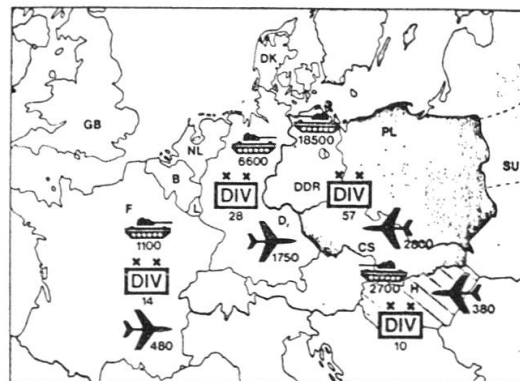 DK
GB
PL
18500
NL
6600
SU
B
DIV
28
DDR
DIV
57
L
F
D
1100
1750
2800
CS
DIV
14
2700
H
380
480
DIV
10